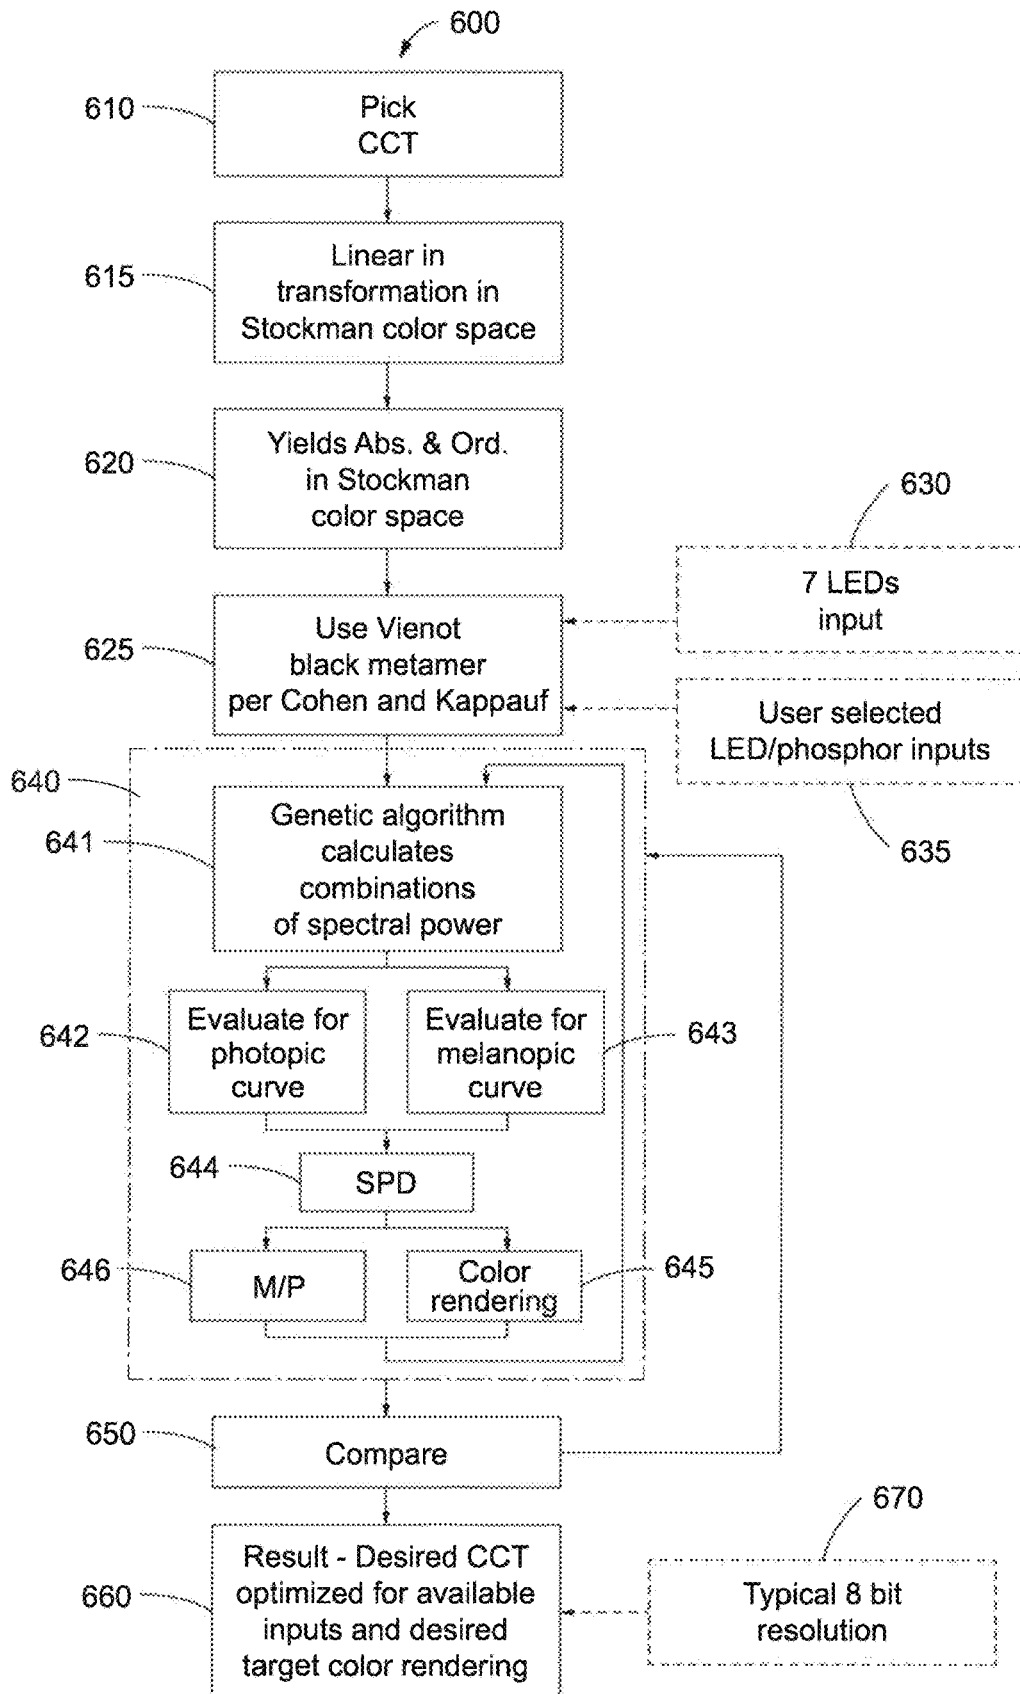 600
610
Pick
CCT
615
Linear in
transformation in
Stockman color space
620
Yields Abs. & Ord.
in Stockman
color space
630
7 LEDs
input
625
Use Vienot
black metamer
per Cohen and Kappauf
User selected
LED/phosphor inputs
635
640
641
Genetic algorithm
calculates
combinations
of spectral power
642
Evaluate for
photopic
curve
Evaluate for
melanopic
curve
643
644
SPD
646
M/P
Color
rendering
645
650
Compare
660
Result - Desired CCT
optimized for available
inputs and desired
target color rendering
670
Typical 8 bit
resolution